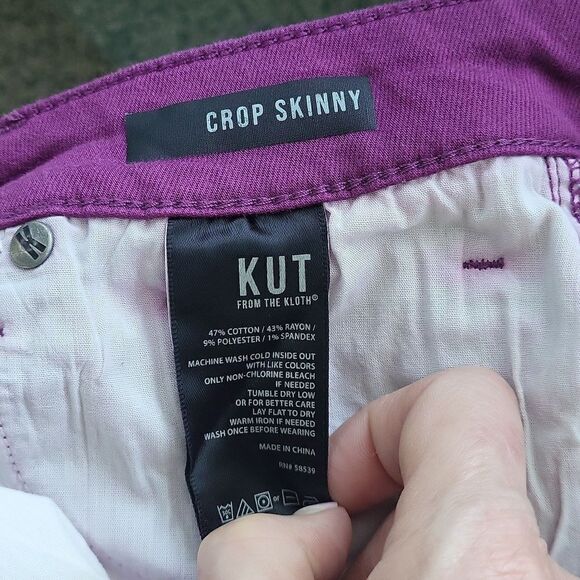 CROP SKINNY
K
KUT
FROM THE KLOTH®
47% COTTON / 43% RAYON /
9% POLYESTER / 1% SPANDEX
MACHINE WASH COLD INSIDE OUT
WITH LIKE COLORS
ONLY NON-CHLORINE BLEACH
IF NEEDED
TUMBLE DRY LOW
OR FOR BETTER CARE
LAY FLAT TO DRY
WARM IRON IF NEEDED
WASH ONCE BEFORE WEARING
MADE IN CHINA
RN# 58539
30C
or